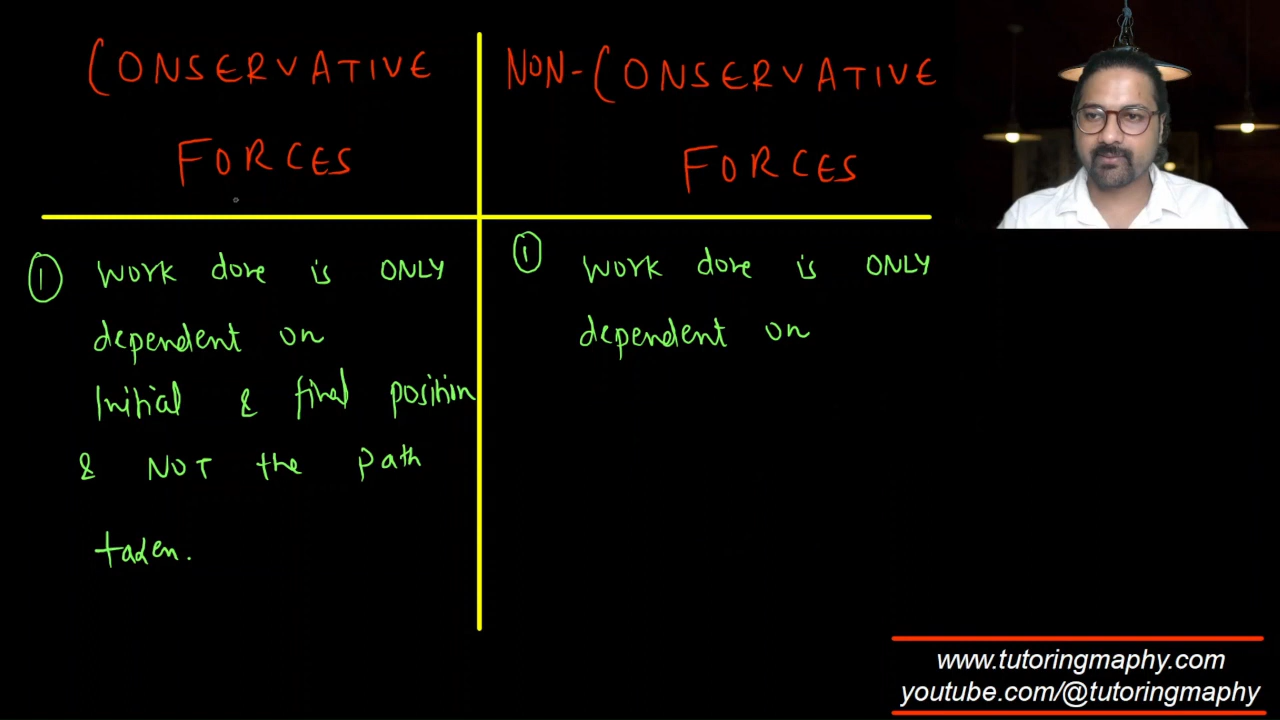 CONSERVATIVE
FORCES
① Work done is ONLY
dependent on
Initial & final position
& NOT the path
taken.
NON-CONSERVATIVE
FORCES
① Work done is ONLY
dependent on
www.tutoringmaphy.com
youtube.com/@tutoringmaphy